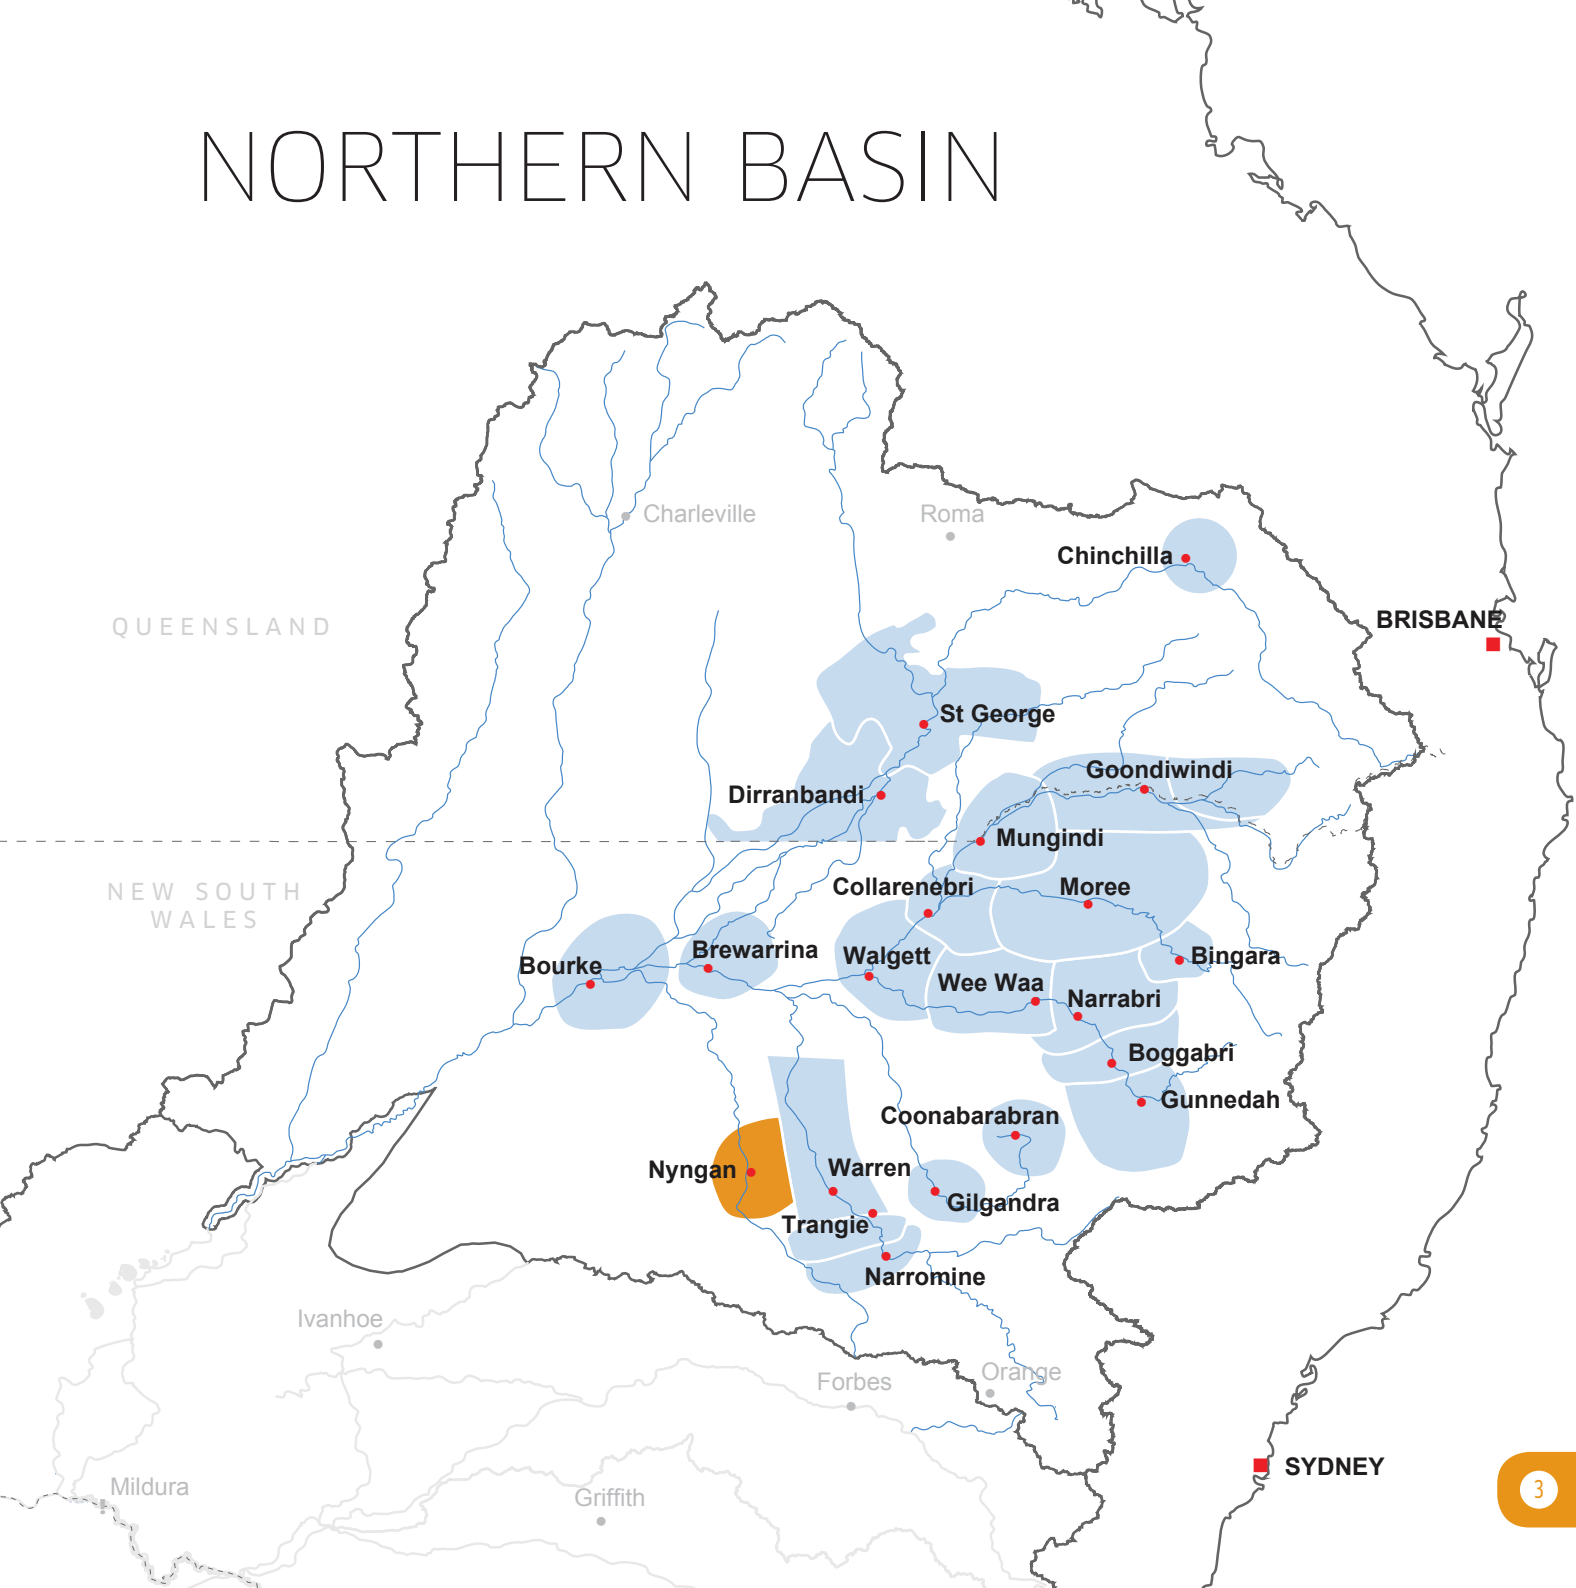 NORTHERN BASIN
Charleville
Roma
Chinchilla
QUEENSLAND
BRISBANE
St George
Goondiwindi
Dirranbandi
Mungindi
Collarenebri
Moree
NEW SOUTH
WALES
Brewarrina
Walgett
Bingara
Bourke
Wee Waa
Narrabri
Boggabri
Gunnedah
Coonabarabran
Nyngan
Warren
Gilgandra
Trangie
Narromine
Ivanhoe
Forbes
Orange
SYDNEY
Mildura
Griffith
3